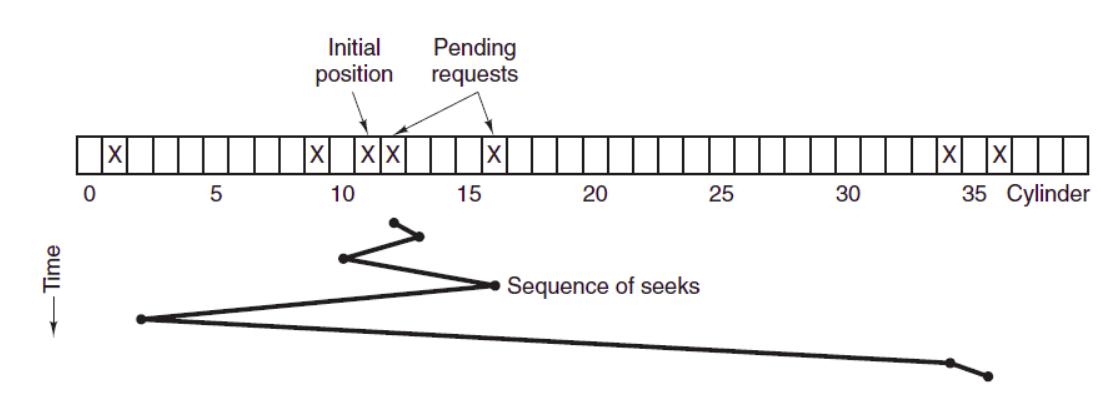 Initial
position
Pending
requests
X X X X X X X
0 5 10 15 20 25 30 35 Cylinder
Sequence of seeks
Time